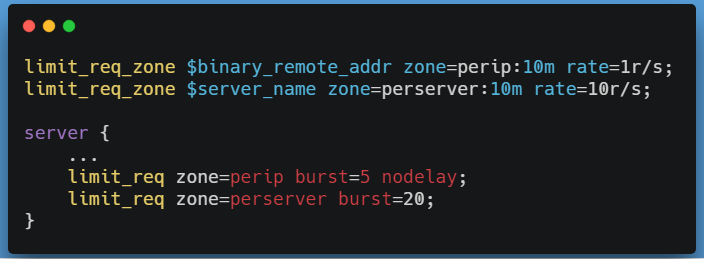 limit_req_zone $binary_remote_addr zone=perip:10m rate=1r/s;
limit_req_zone $server_name zone=perserver:10m rate=10r/s;
server {
...
limit_req zone=perip burst=5 nodelay;
limit_req zone=perserver burst=20;
}